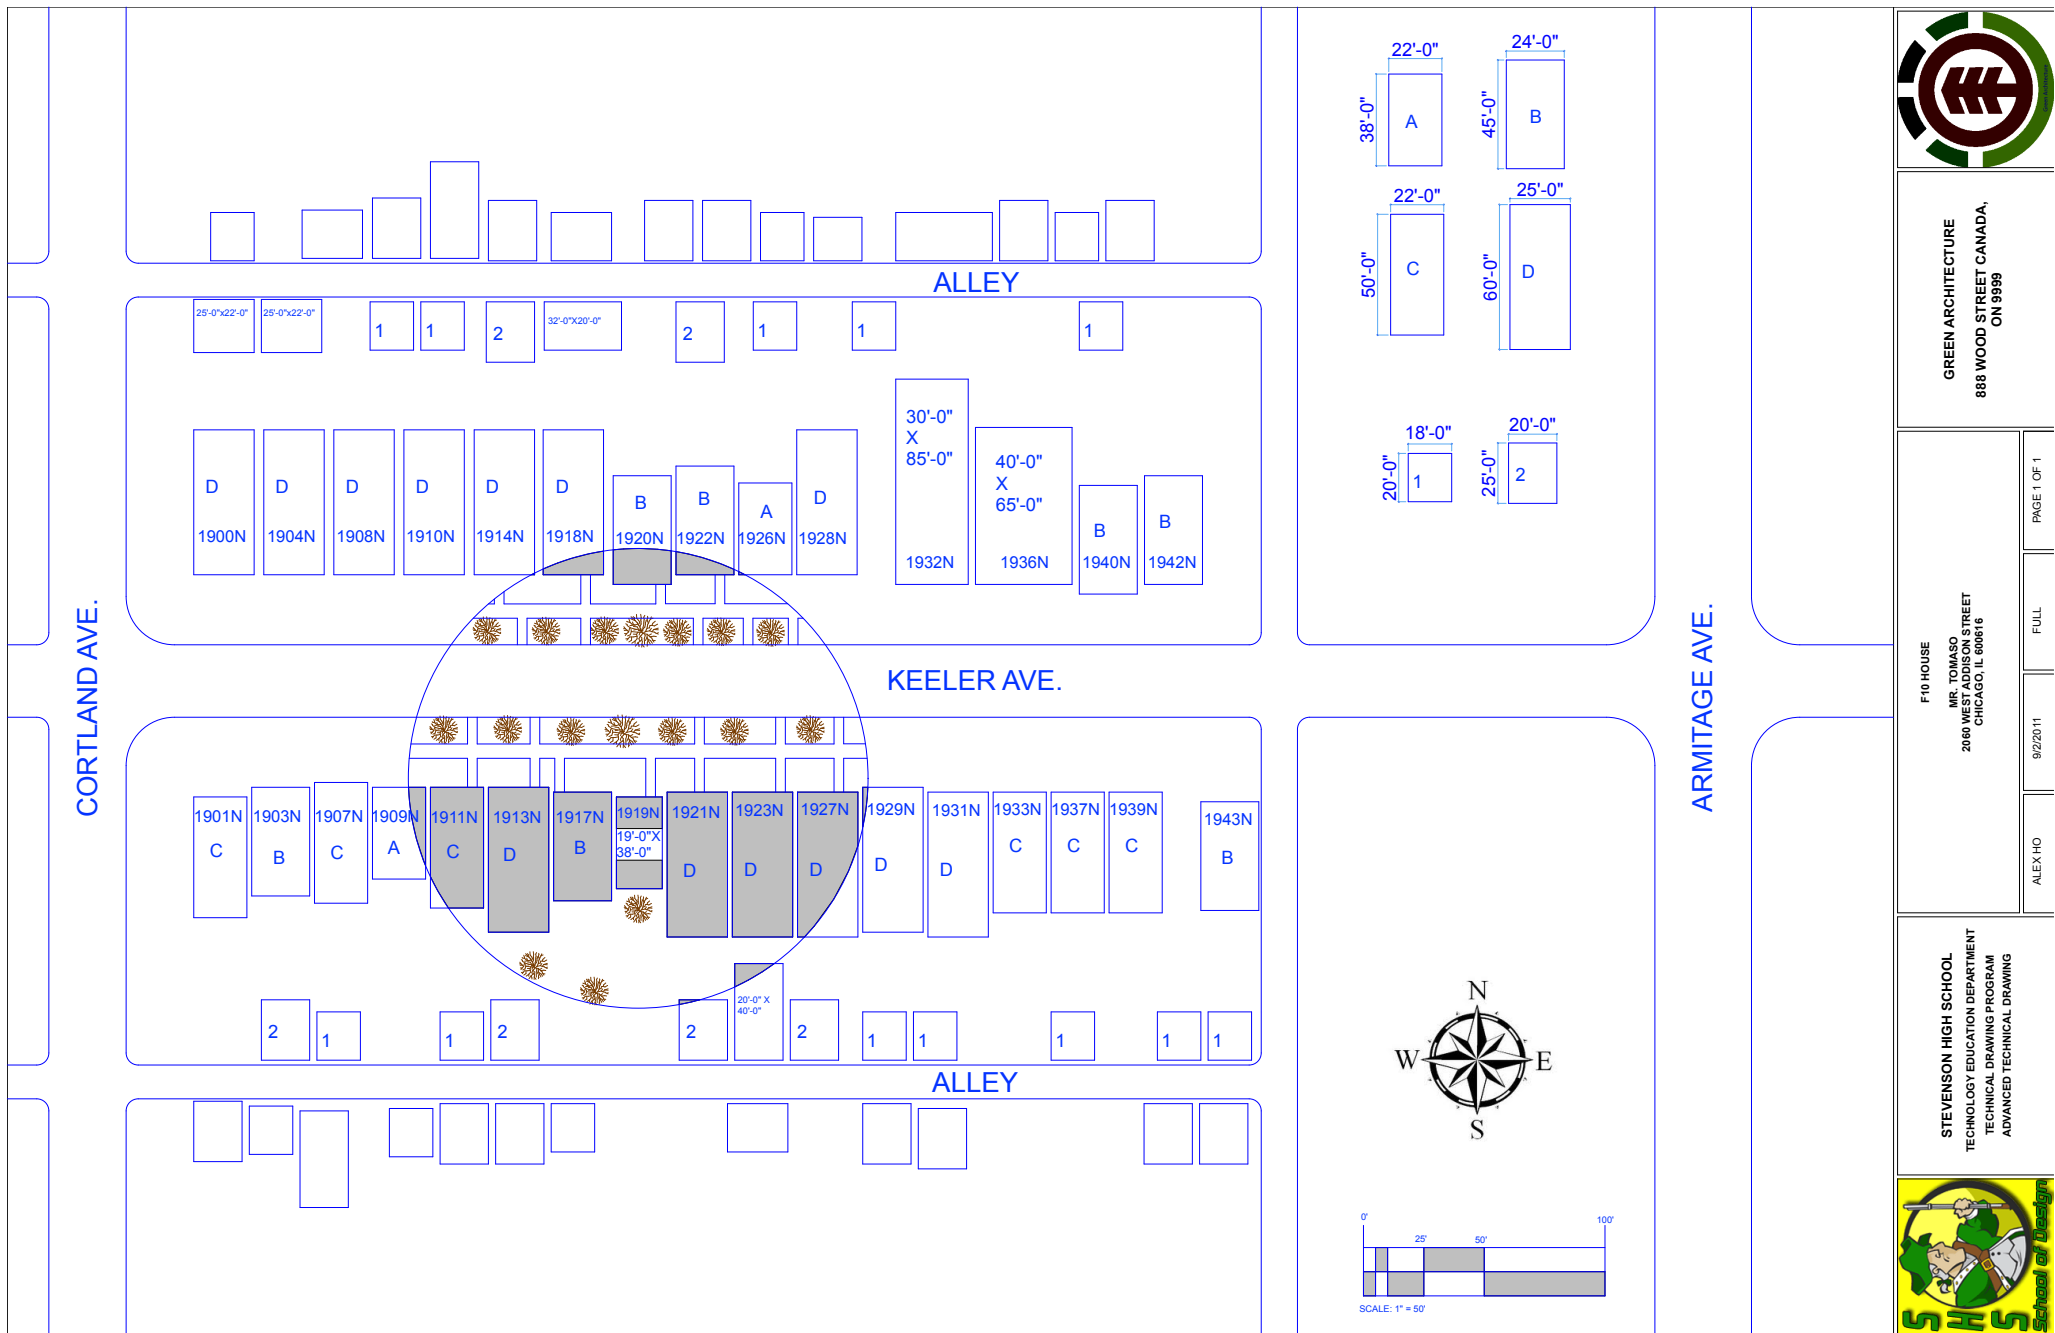 22'-0"
24'-0"
38'-0"
A
45'-0"
B
22'-0"
25'-0"
50'-0"
C
60'-0"
D
18'-0"
20'-0"
20'-0"
1
25'-0"
2
ALLEY
25'-0"x22'-0"
25'-0"x22'-0"
1
1
2
32'-0"X20'-0"
2
1
1
1
D
1900N
D
1904N
D
1908N
D
1910N
D
1914N
D
1918N
B
1920N
B
1922N
A
1926N
D
1928N
30'-0"
X
85'-0"
1932N
40'-0"
X
65'-0"
1936N
B
1940N
B
1942N
CORTLAND AVE.
KEELER AVE.
ARMITAGE AVE.
1901N
C
1903N
B
1907N
C
1909N
A
1911N
C
1913N
D
1917N
B
1919N
19'-0"X
38'-0"
1921N
D
1923N
D
1927N
D
1929N
D
1931N
D
1933N
C
1937N
C
1939N
C
1943N
B
2
1
1
2
2
20'-0" X
40'-0"
2
1
1
1
1
1
ALLEY
N
W
E
S
0'
25'
50'
100'
SCALE: 1" = 50'
GREEN ARCHITECTURE
888 WOOD STREET CANADA,
ON 9999
F10 HOUSE
MR. TOMASO
2060 WEST ADDISON STREET
CHICAGO, IL 600616
PAGE 1 OF 1
FULL
9/2/2011
ALEX HO
STEVENSON HIGH SCHOOL
TECHNOLOGY EDUCATION DEPARTMENT
TECHNICAL DRAWING PROGRAM
ADVANCED TECHNICAL DRAWING
SHS
School of Design